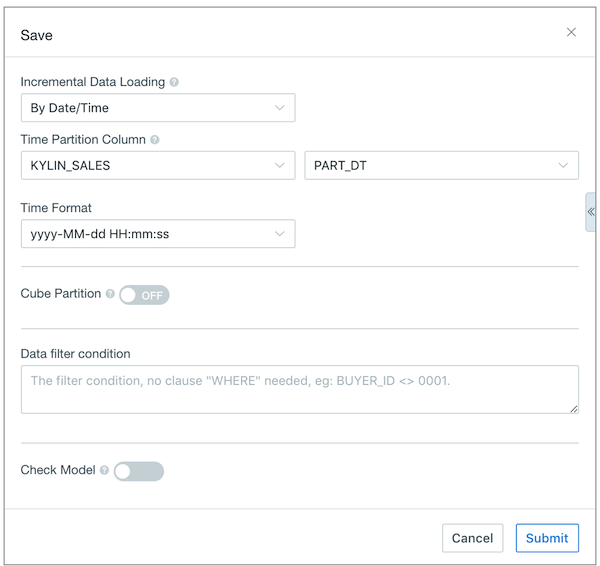 Save
Incremental Data Loading
By Date/Time
Time Partition Column
KYLIN_SALES
PART_DT
Time Format
yyyy-MM-dd HH:mm:ss
Cube Partition
OFF
Data filter condition
The filter condition, no clause "WHERE" needed, eg: BUYER_ID <> 0001.
Check Model
Cancel
Submit